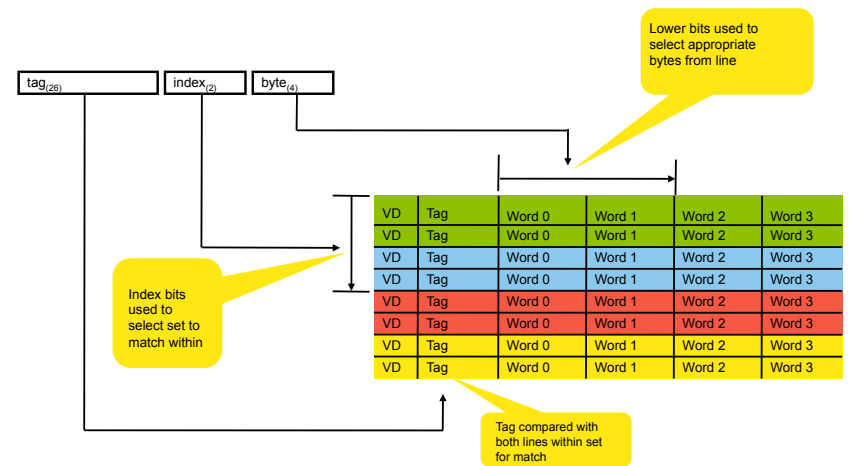 Lower bits used to
select appropriate
bytes from line
tag(26) index(2) byte(4)
VD Tag Word 0 Word 1 Word 2 Word 3
VD Tag Word 0 Word 1 Word 2 Word 3
VD Tag Word 0 Word 1 Word 2 Word 3
VD Tag Word 0 Word 1 Word 2 Word 3
VD Tag Word 0 Word 1 Word 2 Word 3
VD Tag Word 0 Word 1 Word 2 Word 3
VD Tag Word 0 Word 1 Word 2 Word 3
VD Tag Word 0 Word 1 Word 2 Word 3
Index bits
used to
select set to
match within
Tag compared with
both lines within set
for match